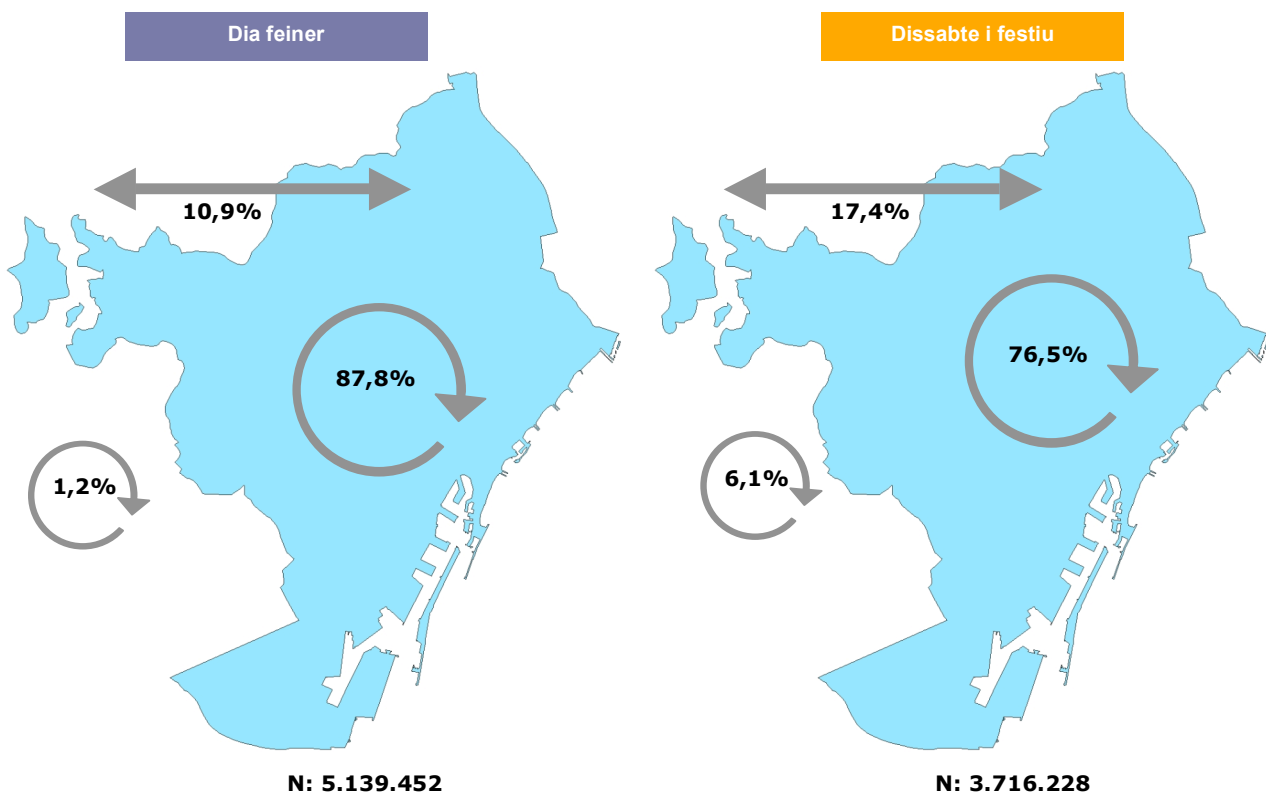 Dia feiner
Dissabte i festiu
10,9%
17,4%
87,8%
76,5%
1,2%
6,1%
N: 5.139.452
N: 3.716.228